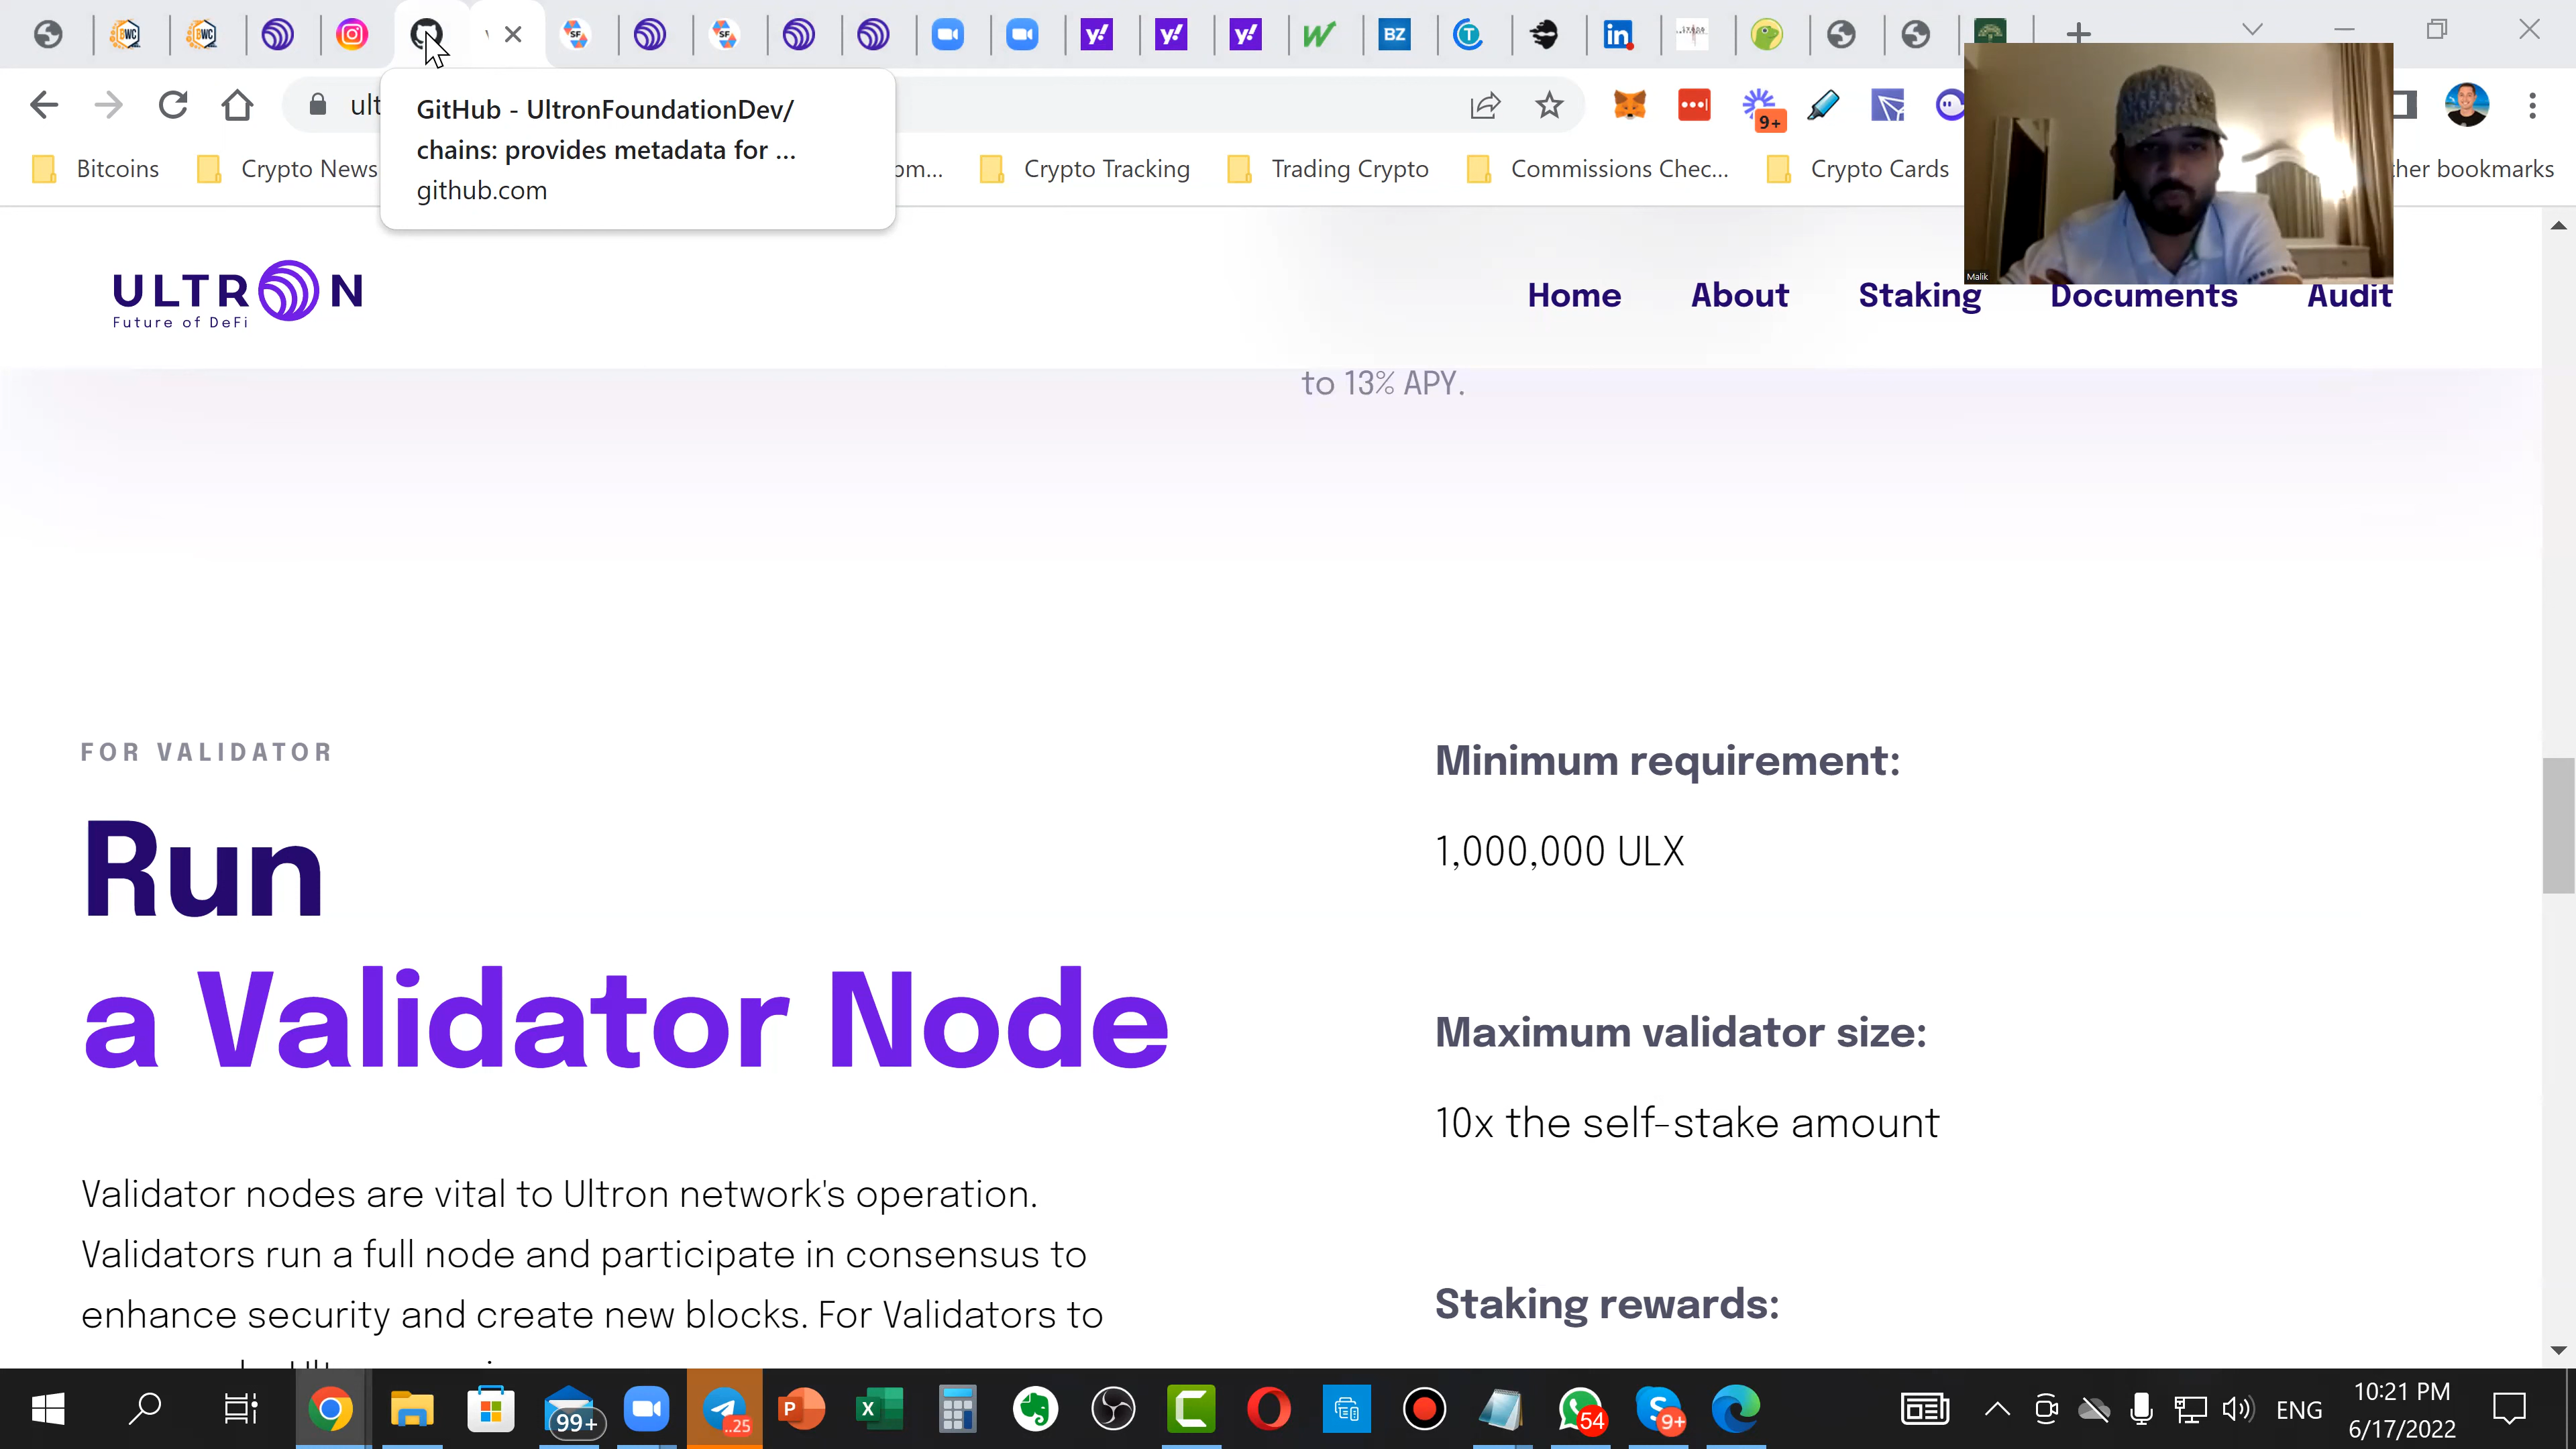 GitHub - UltronFoundationDev/
chains: provides metadata for ...
github.com
ult
9+
Bitcoins
Crypto News
om...
Crypto Tracking
Trading Crypto
Commissions Chec...
Crypto Cards
her bookmarks
Malik
ULTRON
Future of DeFi
Home
About
Staking
Documents
Audit
to 13% APY.
FOR VALIDATOR
Run
a Validator Node
Validator nodes are vital to Ultron network's operation.
Validators run a full node and participate in consensus to
enhance security and create new blocks. For Validators to
Minimum requirement:
1,000,000 ULX
Maximum validator size:
10x the self-stake amount
Staking rewards:
99+
..25
54
9+
ENG
10:21 PM
6/17/2022